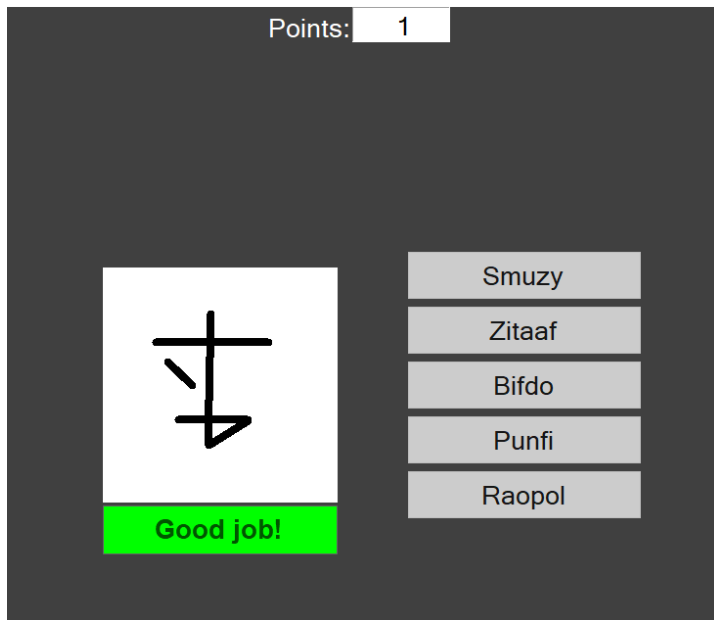 Points: 1
Smuzy
Zitaaf
Bifdo
Punfi
Raopol
Good job!